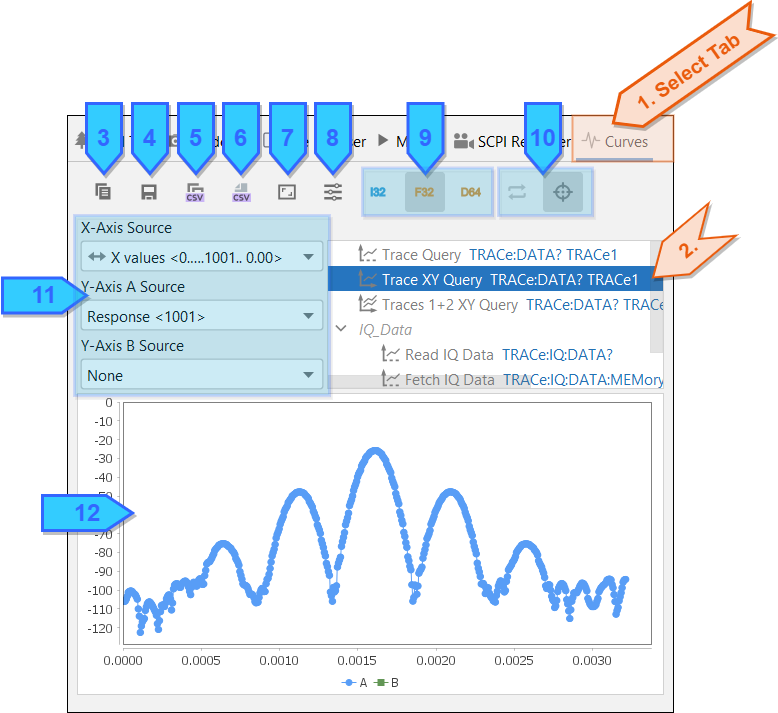 1. Select Tab
3 4 5 6 7 8 9 10
SCPI Re er Curves
CSV CSV I32 F32 D64
X-Axis Source
X values <0.....1001.. 0.00>
Y-Axis A Source
Response <1001>
Y-Axis B Source
None
11
2.
Trace Query TRACe:DATA? TRACe1
Trace XY Query TRACe:DATA? TRACe1
Traces 1+2 XY Query TRACe:DATA? TRACe
IQ_Data
Read IQ Data TRACe:IQ:DATA?
Fetch IQ Data TRACe:IQ:DATA:MEMory
12
0
-10
-20
-30
-40
-70
-80
-90
-100
-110
-120
0.0000 0.0005 0.0010 0.0015 0.0020 0.0025 0.0030
A B